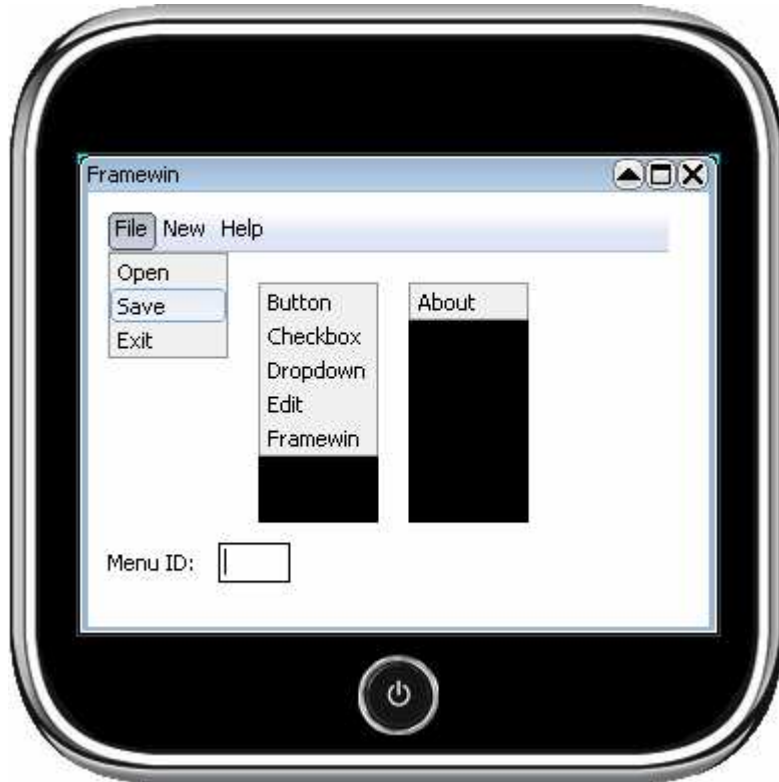 Framewin
File New Help
Open
Save
Exit
Button
Checkbox
Dropdown
Edit
Framewin
About
Menu ID: